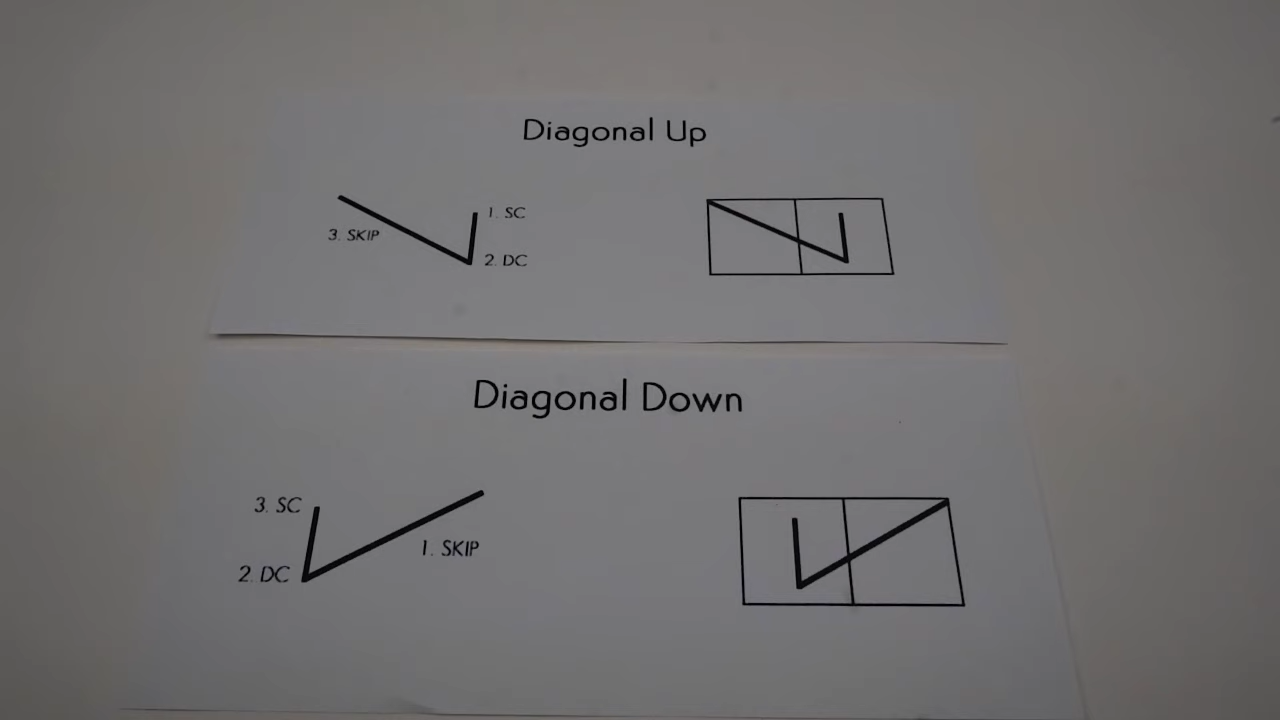 Diagonal Up
1. SC
3. SKIP
2. DC
Diagonal Down
3. SC
1. SKIP
2. DC